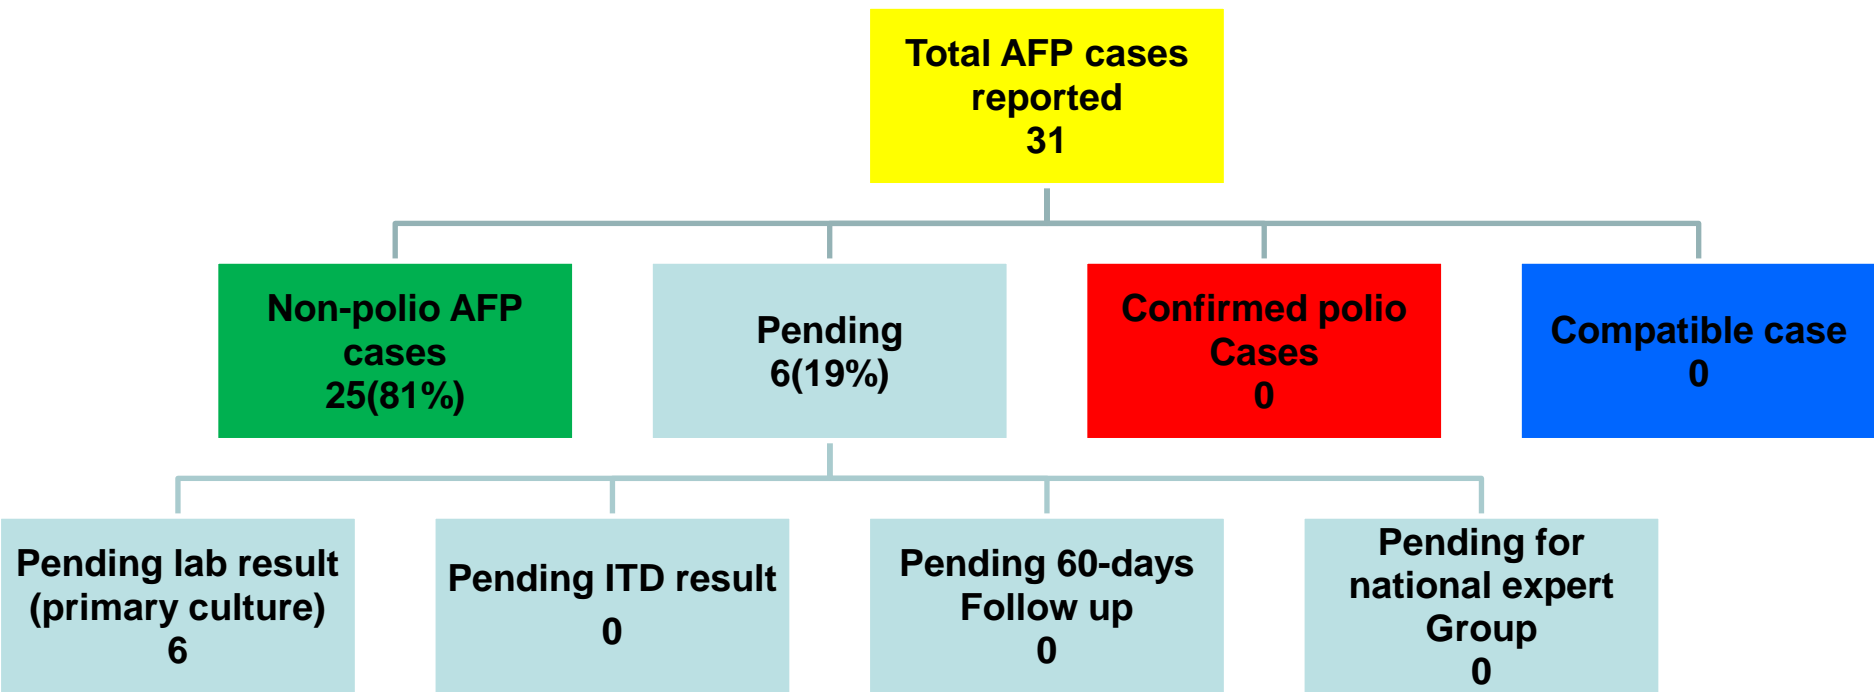 Total AFP cases
reported
31
Non-polio AFP
cases
25(81%)
Pending
6(19%)
Confirmed polio
Cases
0
Compatible case
0
Pending lab result
(primary culture)
6
Pending ITD result
0
Pending 60-days
Follow up
0
Pending for
national expert
Group
0